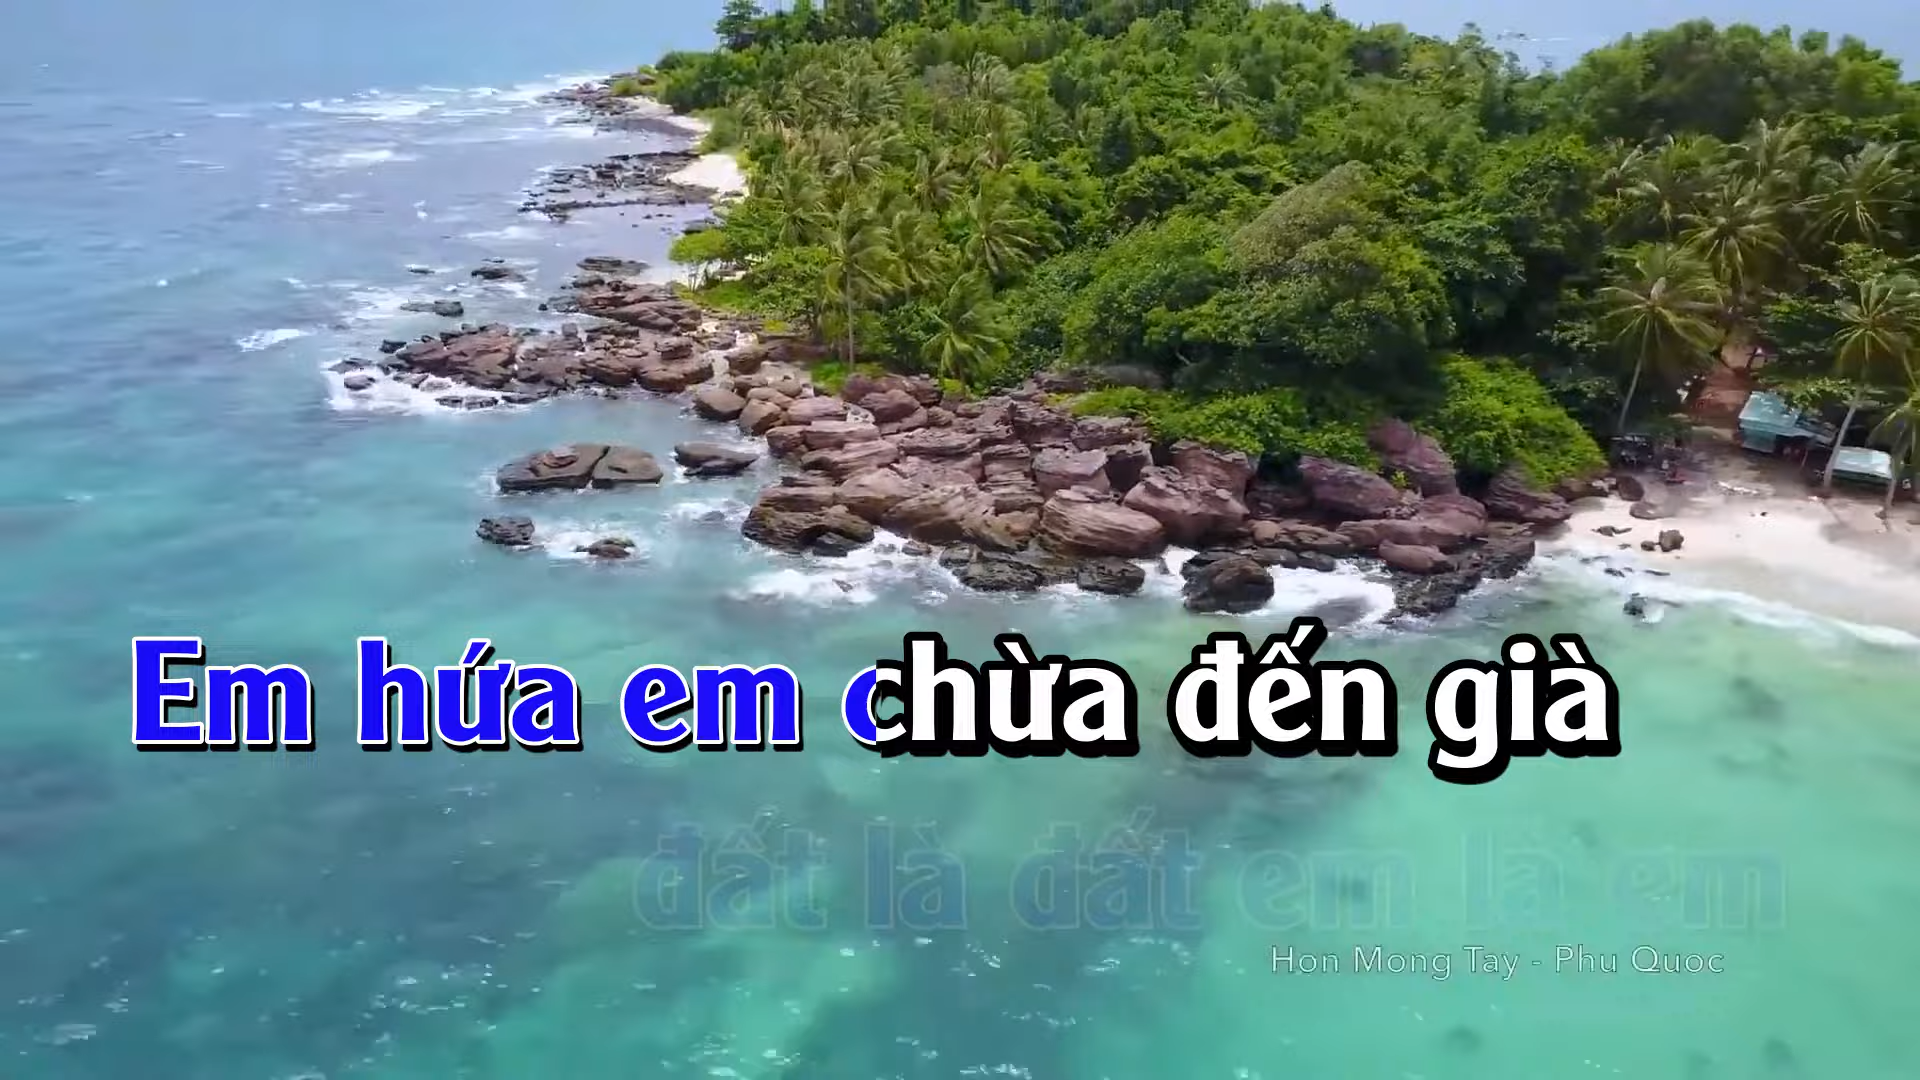 Em hứa em chừa đến già
đất là đất em là em
Hon Mong Tay - Phu Quoc